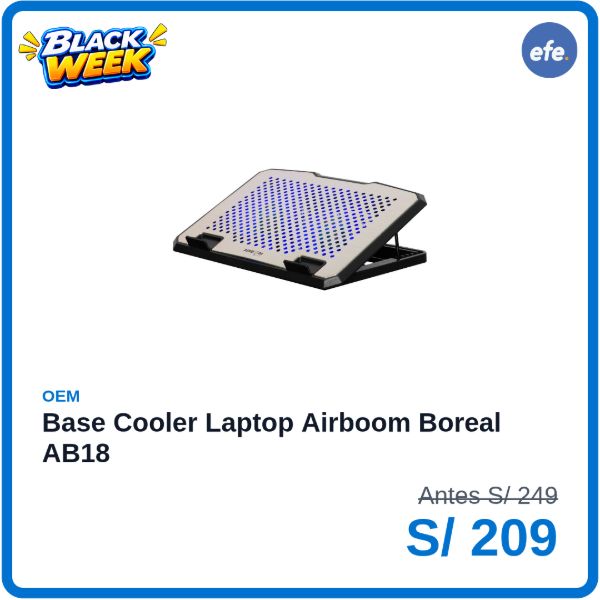 BLACK
WEEK
efe.
OEM
Base Cooler Laptop Airboom Boreal
AB18
Antes S/ 249
S/ 209